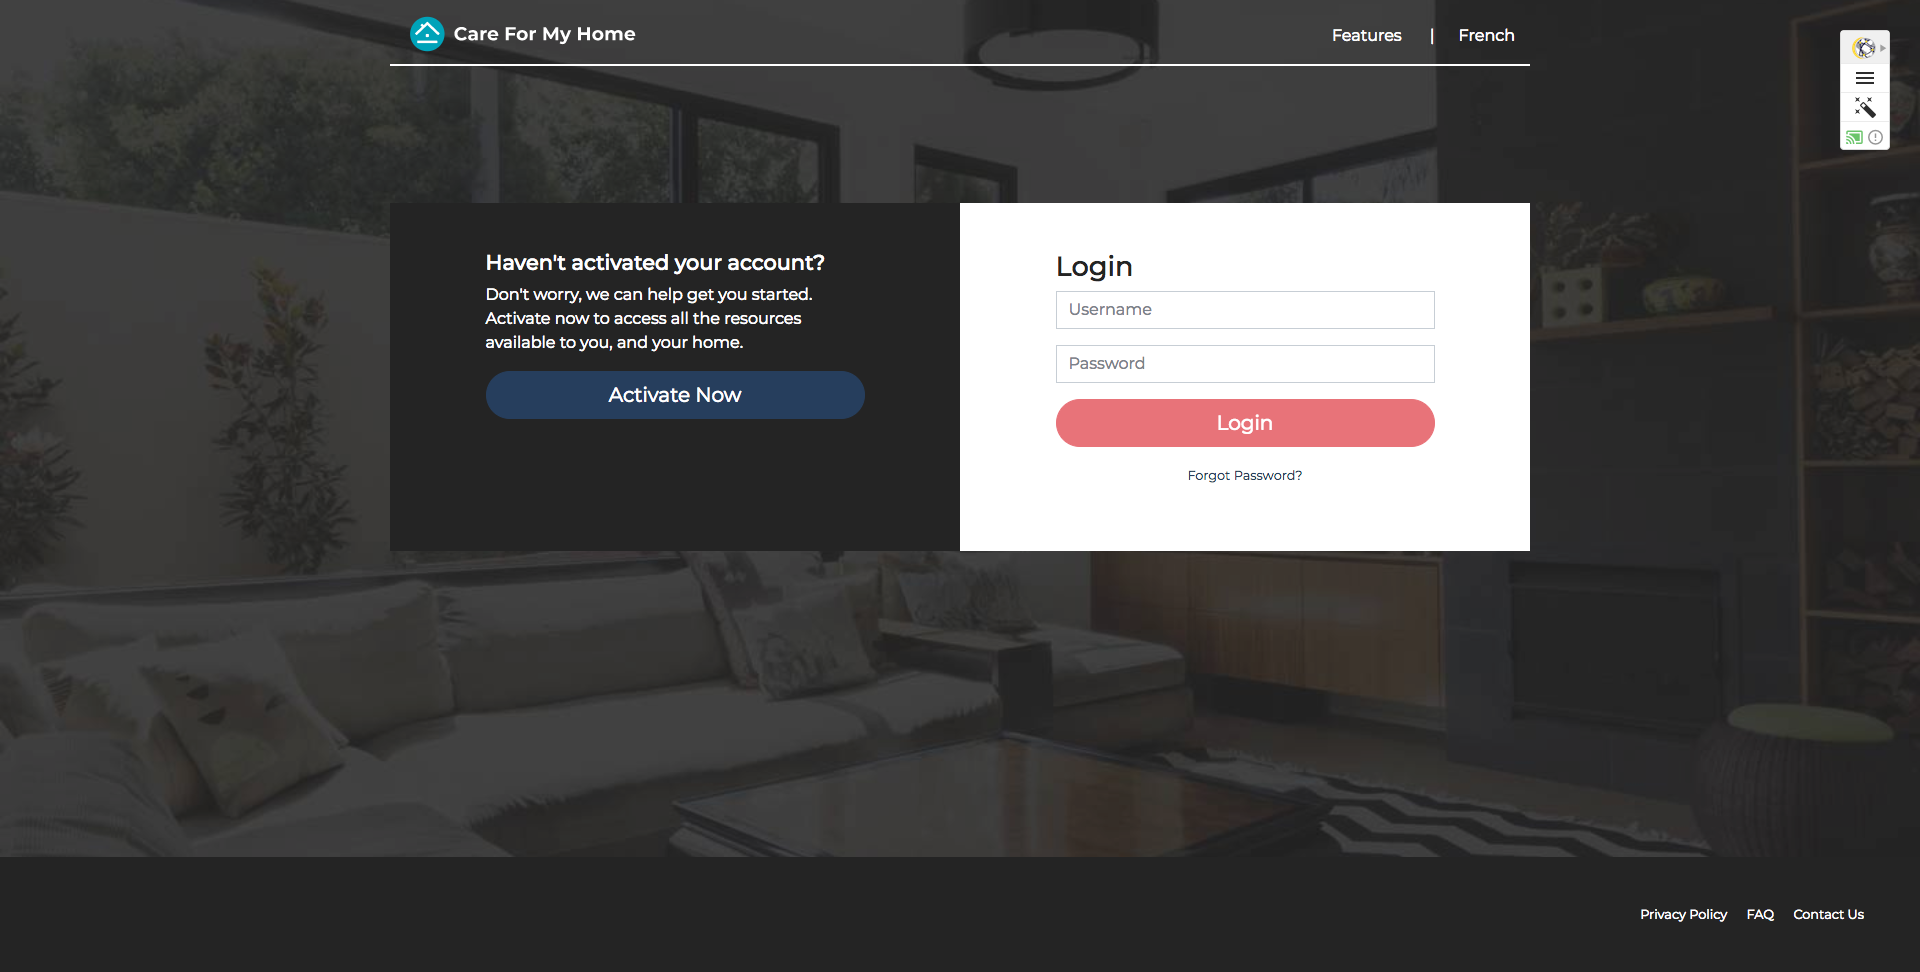 Care For My Home
Features | French
Haven't activated your account?
Don't worry, we can help get you started.
Activate now to access all the resources
available to you, and your home.
Activate Now
Login
Username
Password
Login
Forgot Password?
Privacy Policy FAQ Contact Us